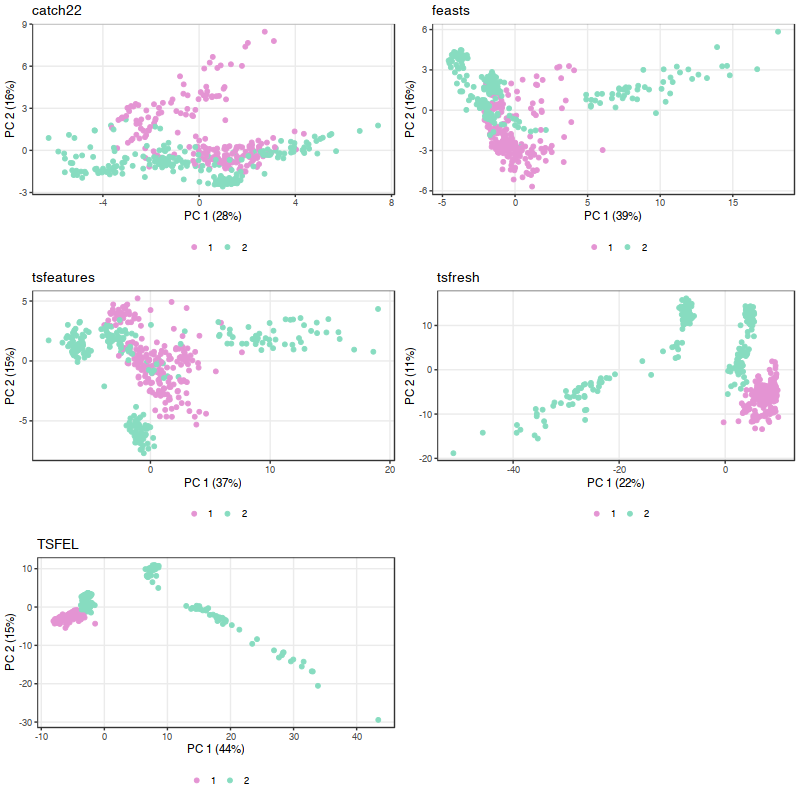 catch22
9
6
3
0
-3
PC 2 (16%)
-4 0 4 8
PC 1 (28%)
1 2
feasts
6
3
0
-3
-6
PC 2 (16%)
-5 0 5 10 15
PC 1 (39%)
1 2
tsfeatures
5
0
-5
PC 2 (15%)
0 10 20
PC 1 (37%)
1 2
tsfresh
10
0
-10
-20
PC 2 (11%)
-40 -20 0
PC 1 (22%)
1 2
TSFEL
10
0
-10
-20
-30
PC 2 (15%)
-10 0 10 20 30 40
PC 1 (44%)
1 2